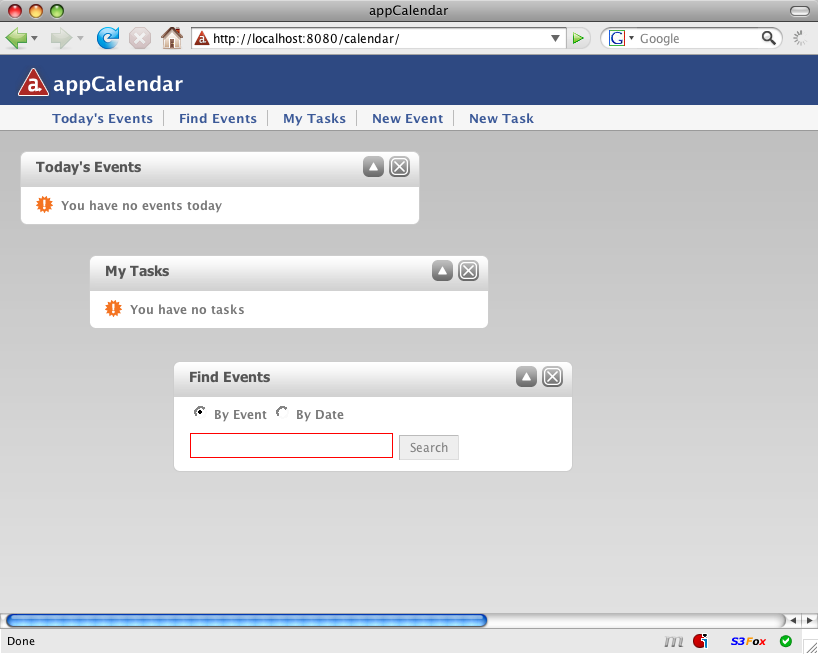 appCalendar
http://localhost:8080/calendar/
G Google
a appCalendar
Today's Events Find Events My Tasks New Event New Task
Today's Events
You have no events today
My Tasks
You have no tasks
Find Events
By Event By Date
Search
Done
m S3Fox